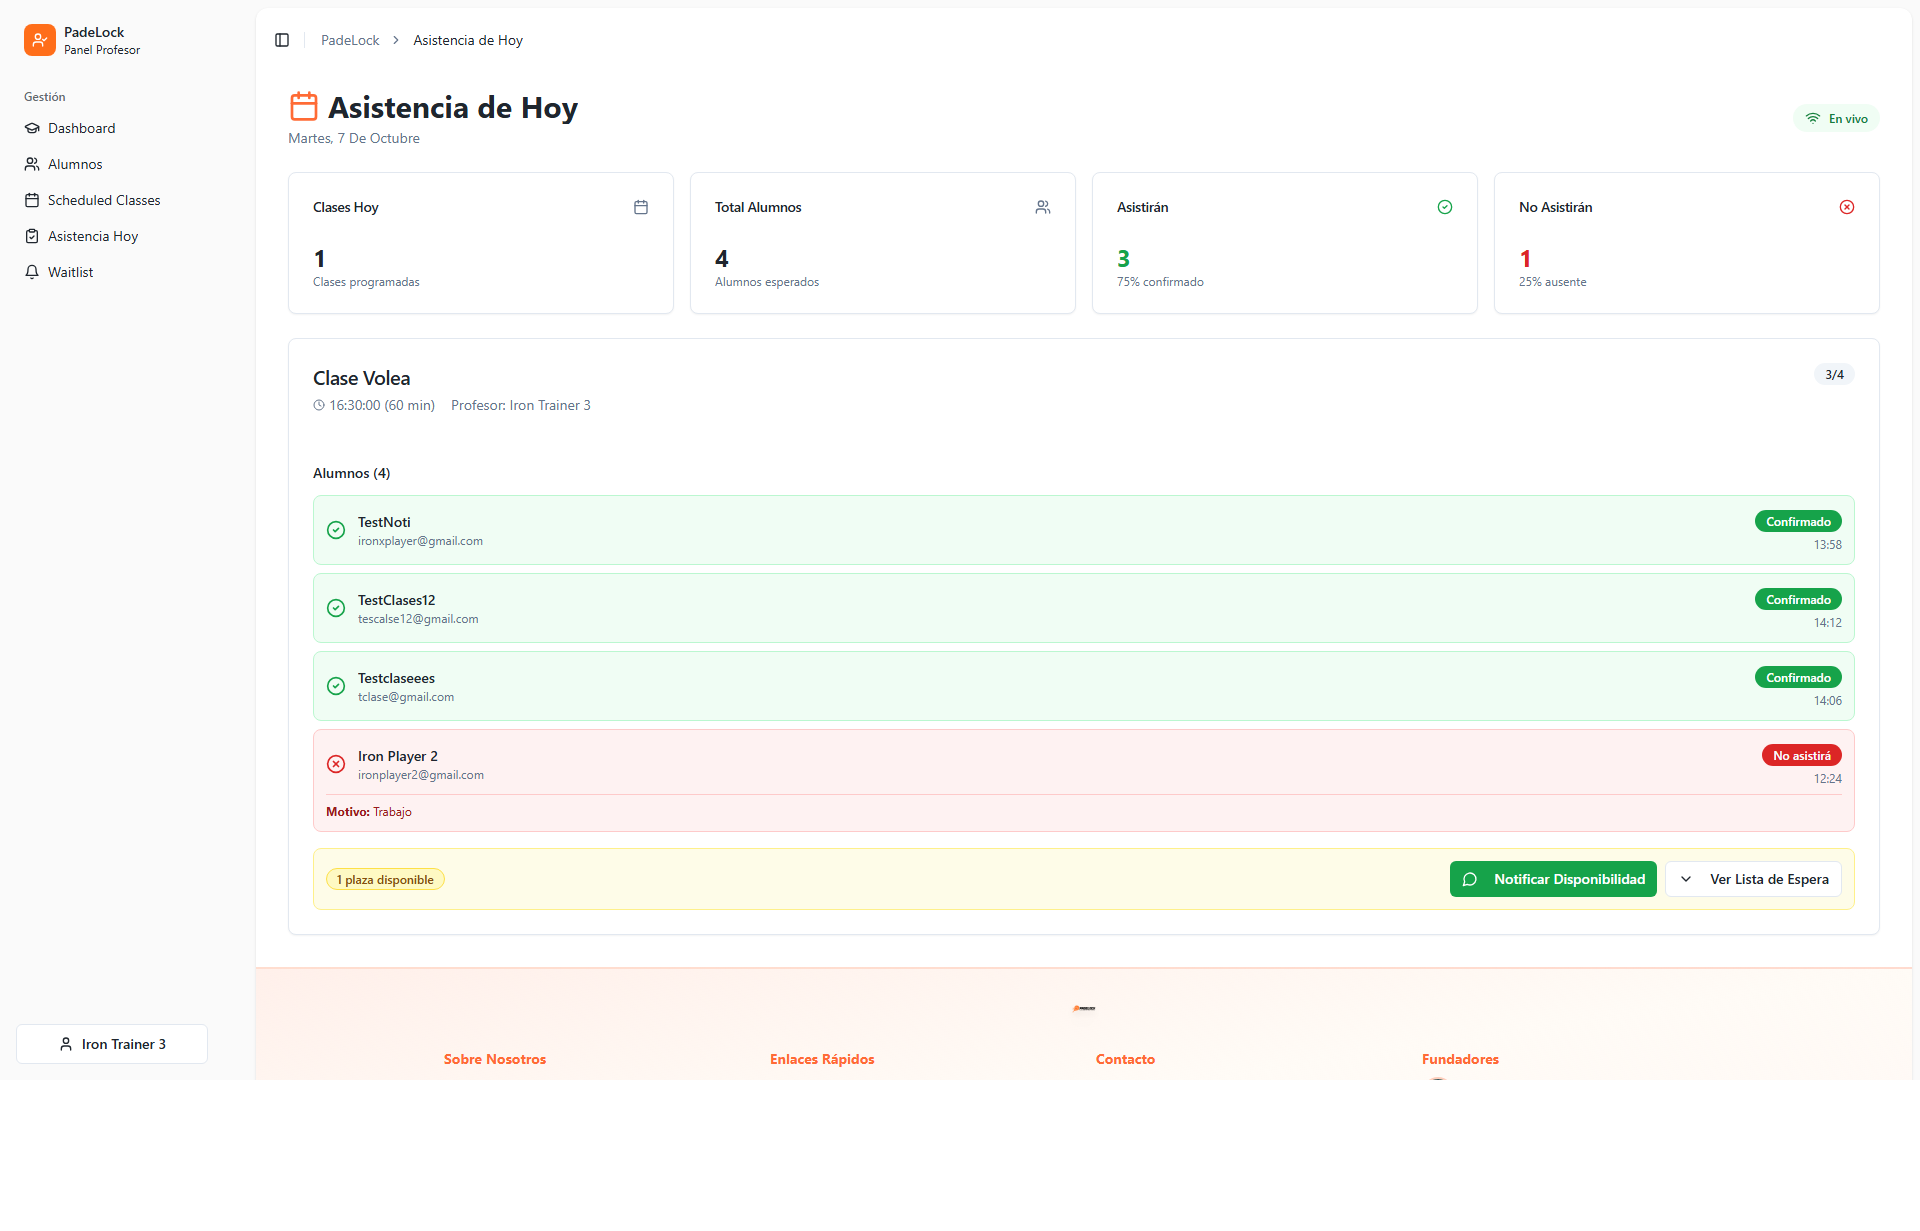 PadeLock
Panel Profesor
Gestión
Dashboard
Alumnos
Scheduled Classes
Asistencia Hoy
Waitlist
Iron Trainer 3
PadeLock > Asistencia de Hoy
Asistencia de Hoy
Martes, 7 De Octubre
En vivo
Clases Hoy
1
Clases programadas
Total Alumnos
4
Alumnos esperados
Asistirán
3
75% confirmado
No Asistirán
1
25% ausente
Clase Volea
3/4
16:30:00 (60 min) Profesor: Iron Trainer 3
Alumnos (4)
TestNoti
ironxplayer@gmail.com
Confirmado
13:58
TestClases12
tescalse12@gmail.com
Confirmado
14:12
Testclaseees
tclase@gmail.com
Confirmado
14:06
Iron Player 2
ironplayer2@gmail.com
No asistirá
12:24
Motivo: Trabajo
1 plaza disponible
Notificar Disponibilidad
Ver Lista de Espera
Sobre Nosotros
Enlaces Rápidos
Contacto
Fundadores